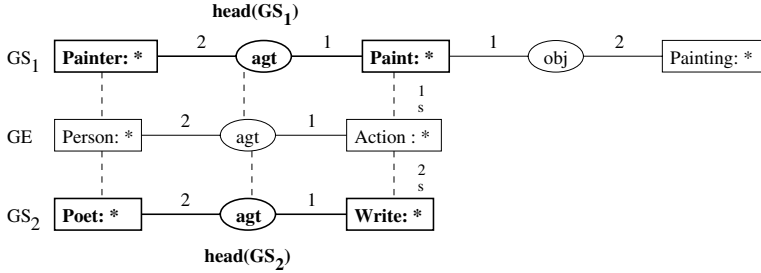 head(GS1)
GS1 Painter: * 2 agt 1 Paint: * 1 obj 2 Painting: *
1
s
GE Person: * 2 agt 1 Action : *
2
s
GS2 Poet: * 2 agt 1 Write: *
head(GS2)